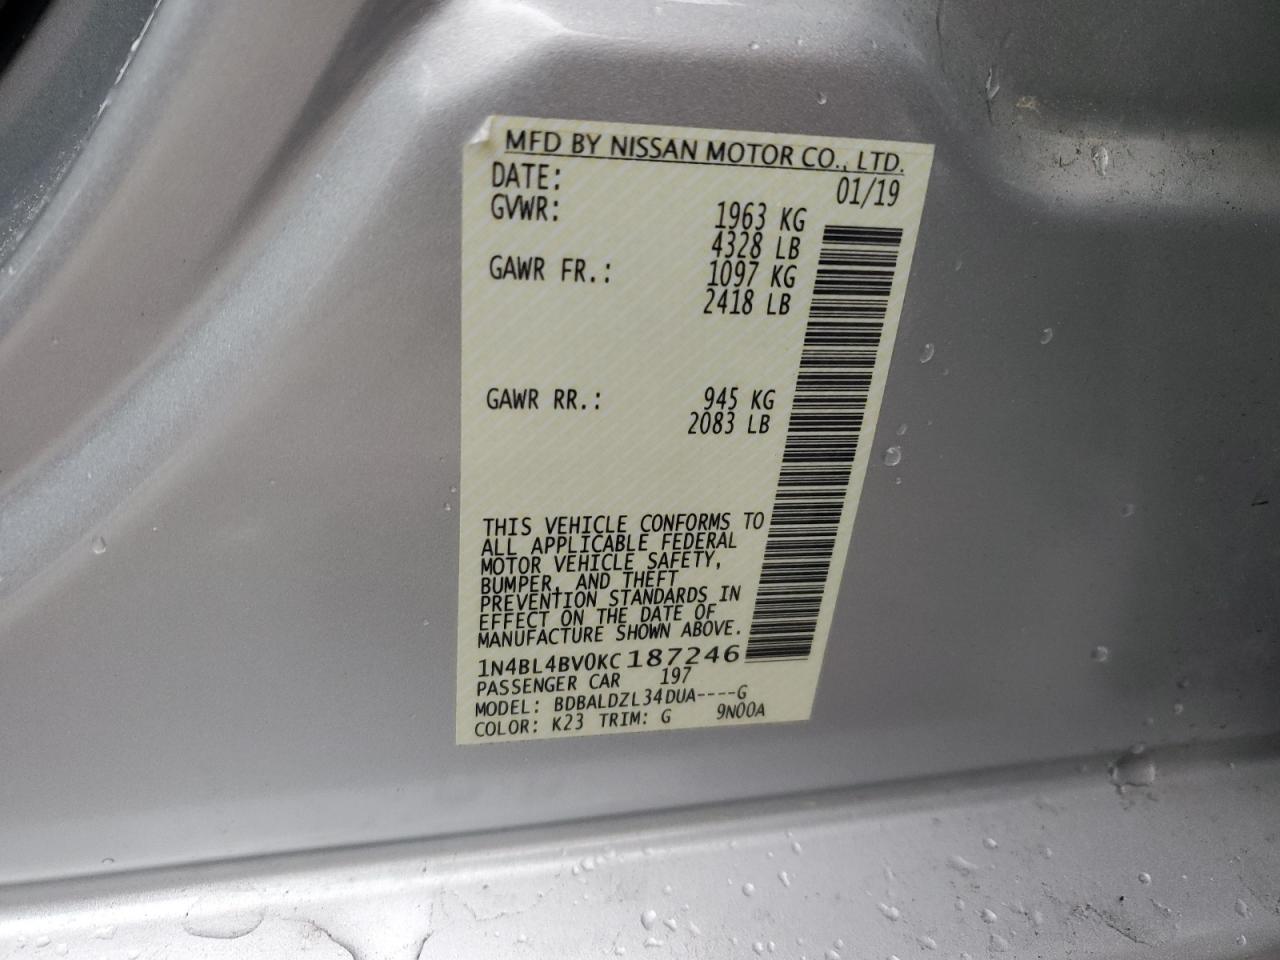 MFD BY NISSAN MOTOR CO., LTD.
DATE: 01/19
GVWR: 1963 KG
4328 LB
GAWR FR.: 1097 KG
2418 LB
GAWR RR.: 945 KG
2083 LB
THIS VEHICLE CONFORMS TO
ALL APPLICABLE FEDERAL
MOTOR VEHICLE SAFETY,
BUMPER, AND THEFT
PREVENTION STANDARDS IN
EFFECT ON THE DATE OF
MANUFACTURE SHOWN ABOVE.
1N4BL4BV0KC187246
PASSENGER CAR 197
MODEL: BDBALDZL34DUA----G
COLOR: K23 TRIM: G 9N00A